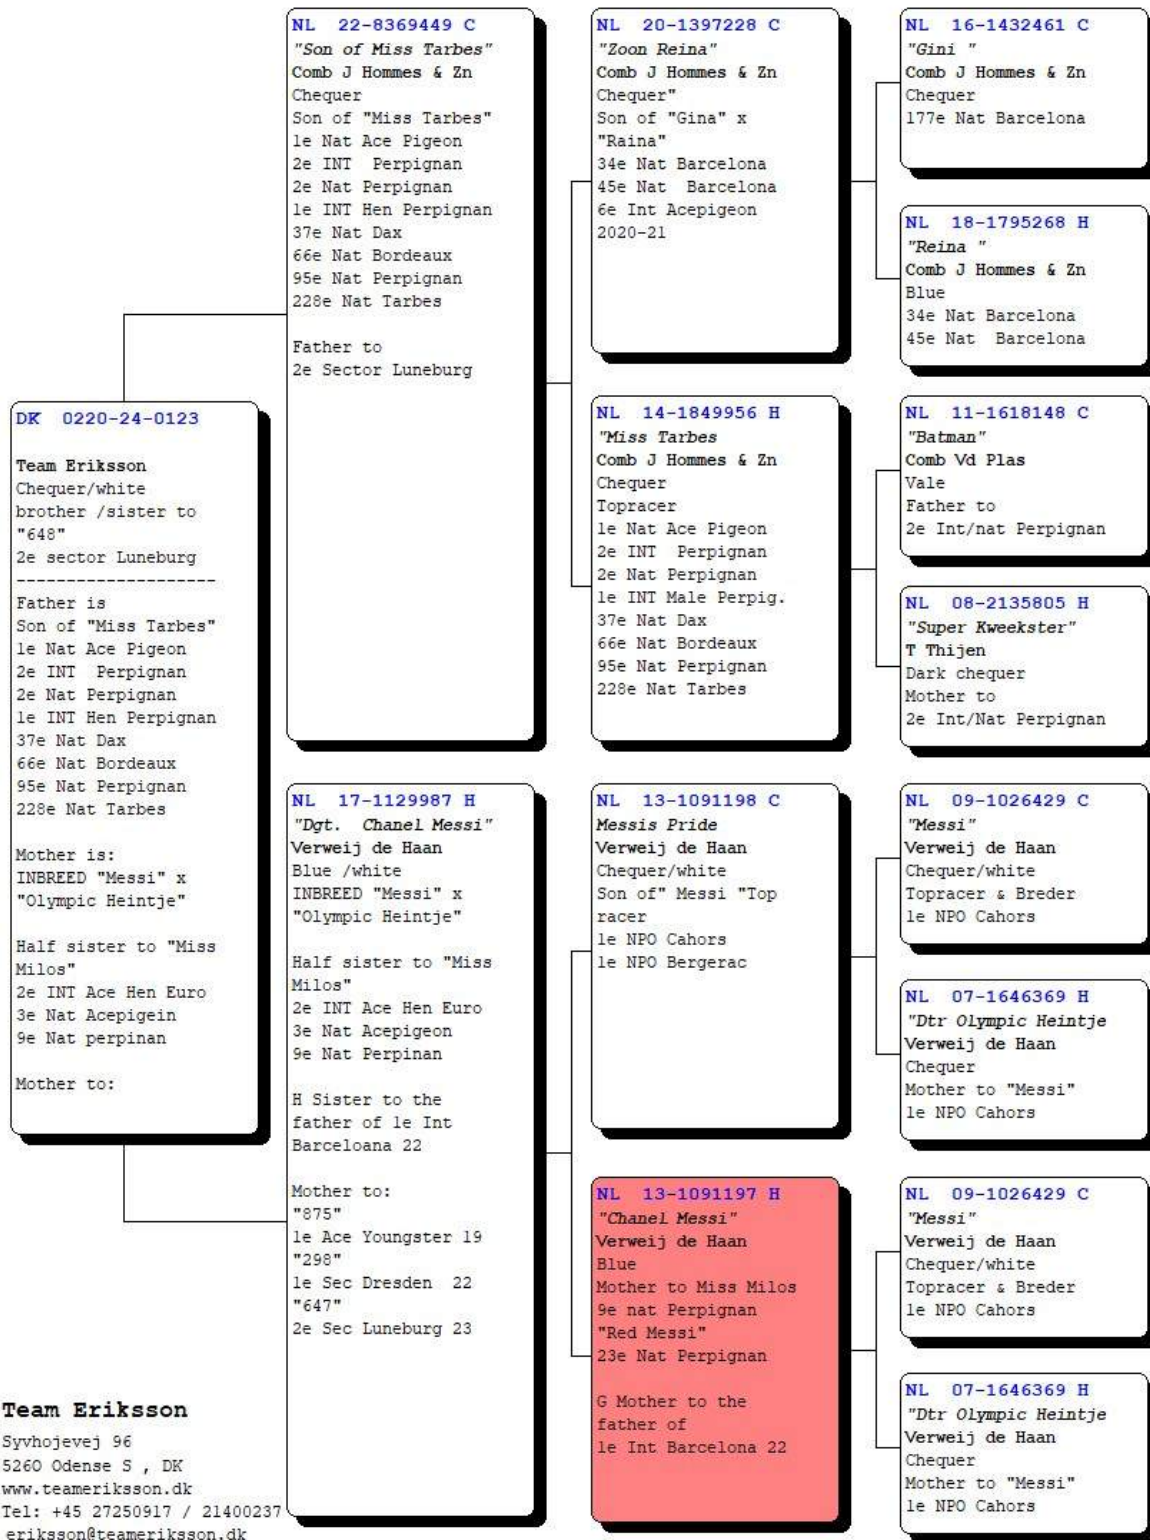 DK 0220-24-0123
Team Eriksson
Chequer/white
brother /sister to
"648"
2e sector Luneburg
--------------------
Father is
Son of "Miss Tarbes"
1e Nat Ace Pigeon
2e INT Perpignan
2e Nat Perpignan
1e INT Hen Perpignan
37e Nat Dax
66e Nat Bordeaux
95e Nat Perpignan
228e Nat Tarbes
Mother is:
INBREED "Messi" x
"Olympic Heintje"
Half sister to "Miss
Milos"
2e INT Ace Hen Euro
3e Nat Acepigein
9e Nat perpinan
Mother to:
NL 22-8369449 C
"Son of Miss Tarbes"
Comb J Hommes & Zn
Chequer
Son of "Miss Tarbes"
1e Nat Ace Pigeon
2e INT Perpignan
2e Nat Perpignan
1e INT Hen Perpignan
37e Nat Dax
66e Nat Bordeaux
95e Nat Perpignan
228e Nat Tarbes
Father to
2e Sector Luneburg
NL 17-1129987 H
"Dgt. Chanel Messi"
Verweij de Haan
Blue /white
INBREED "Messi" x
"Olympic Heintje"
Half sister to "Miss
Milos"
2e INT Ace Hen Euro
3e Nat Acepigeon
9e Nat Perpinan
H Sister to the
father of 1e Int
Barceloana 22
Mother to:
"875"
1e Ace Youngster 19
"298"
1e Sec Dresden 22
"647"
2e Sec Luneburg 23
NL 20-1397228 C
"Zoon Reina"
Comb J Hommes & Zn
Chequer"
Son of "Gina" x
"Raina"
34e Nat Barcelona
45e Nat Barcelona
6e Int Acepigeon
2020-21
NL 14-1849956 H
"Miss Tarbes
Comb J Hommes & Zn
Chequer
Topracer
1e Nat Ace Pigeon
2e INT Perpignan
2e Nat Perpignan
1e INT Male Perpig.
37e Nat Dax
66e Nat Bordeaux
95e Nat Perpignan
228e Nat Tarbes
NL 13-1091198 C
Messis Pride
Verweij de Haan
Chequer/white
Son of" Messi "Top
racer
1e NPO Cahors
1e NPO Bergerac
NL 13-1091197 H
"Chanel Messi"
Verweij de Haan
Blue
Mother to Miss Milos
9e nat Perpignan
"Red Messi"
23e Nat Perpignan
G Mother to the
father of
1e Int Barcelona 22
NL 16-1432461 C
"Gini "
Comb J Hommes & Zn
Chequer
177e Nat Barcelona
NL 18-1795268 H
"Reina "
Comb J Hommes & Zn
Blue
34e Nat Barcelona
45e Nat Barcelona
NL 11-1618148 C
"Batman"
Comb Vd Plas
Vale
Father to
2e Int/nat Perpignan
NL 08-2135805 H
"Super Kweekster"
T Thijen
Dark chequer
Mother to
2e Int/Nat Perpignan
NL 09-1026429 C
"Messi"
Verweij de Haan
Chequer/white
Topracer & Breder
1e NPO Cahors
NL 07-1646369 H
"Dtr Olympic Heintje
Verweij de Haan
Chequer
Mother to "Messi"
1e NPO Cahors
NL 09-1026429 C
"Messi"
Verweij de Haan
Chequer/white
Topracer & Breder
1e NPO Cahors
NL 07-1646369 H
"Dtr Olympic Heintje
Verweij de Haan
Chequer
Mother to "Messi"
1e NPO Cahors
Team Eriksson
Syvhojevej 96
5260 Odense S , DK
www.teameriksson.dk
Tel: +45 27250917 / 21400237
eriksson@teameriksson.dk